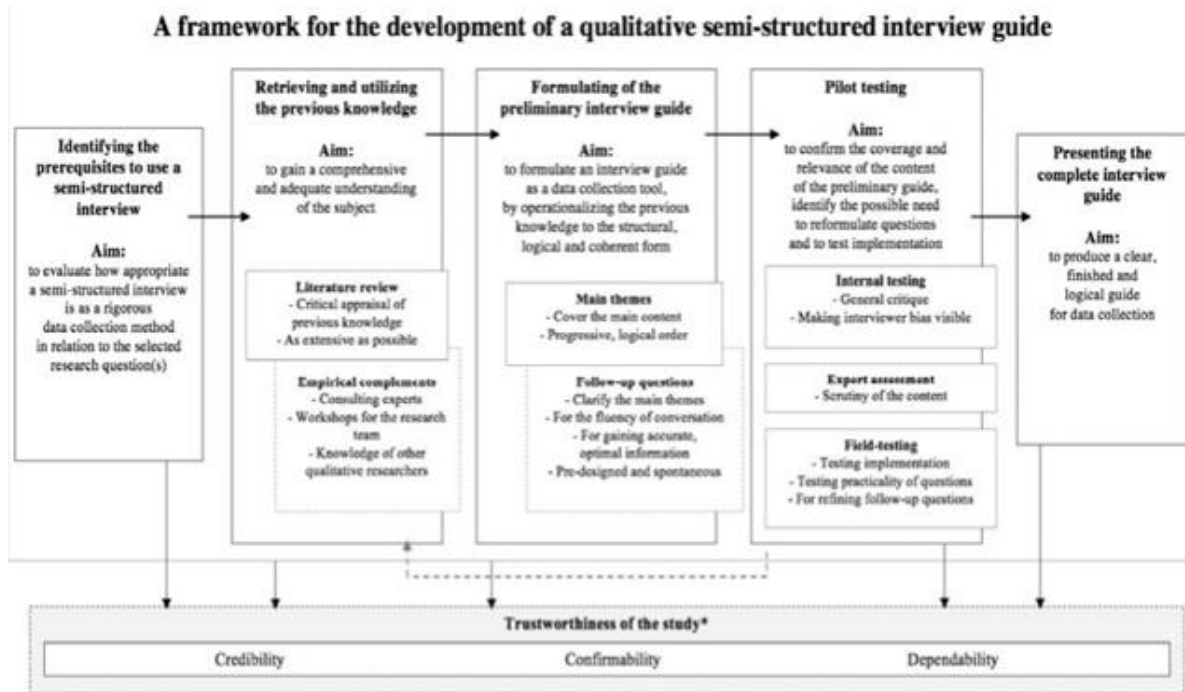 A framework for the development of a qualitative semi-structured interview guide
Identifying the
prerequisites to use a
semi-structured
interview
Aim:
to evaluate how appropriate
a semi-structured interview
is as a rigorous
data collection method
in relation to the selected
research question(s)
Retrieving and utilizing
the previous knowledge
Aim:
to gain a comprehensive
and adequate understanding
of the subject
Literature review
- Critical appraisal of
previous knowledge
- As extensive as possible
Empirical complements
- Consulting experts
- Workshops for the research
team
- Knowledge of other
qualitative researchers
Formulating of the
preliminary interview guide
Aim:
to formulate an interview guide
as a data collection tool,
by operationalizing the previous
knowledge to the structural,
logical and coherent form
Main themes
- Cover the main content
- Progressive, logical order
Follow-up questions
- Clarify the main themes
- For the fluency of conversation
- For gaining accurate,
optimal information
- Pre-designed and spontaneous
Pilot testing
Aim:
to confirm the coverage and
relevance of the content
of the preliminary guide,
identify the possible need
to reformulate questions
and to test implementation
Internal testing
- General critique
- Making interviewer bias visible
Expert assessment
- Scrutiny of the content
Field-testing
- Testing implementation
- Testing practicality of questions
- For refining follow-up questions
Presenting the
complete interview
guide
Aim:
to produce a clear,
finished and
logical guide
for data collection
Trustworthiness of the study*
Credibility
Confirmability
Dependability